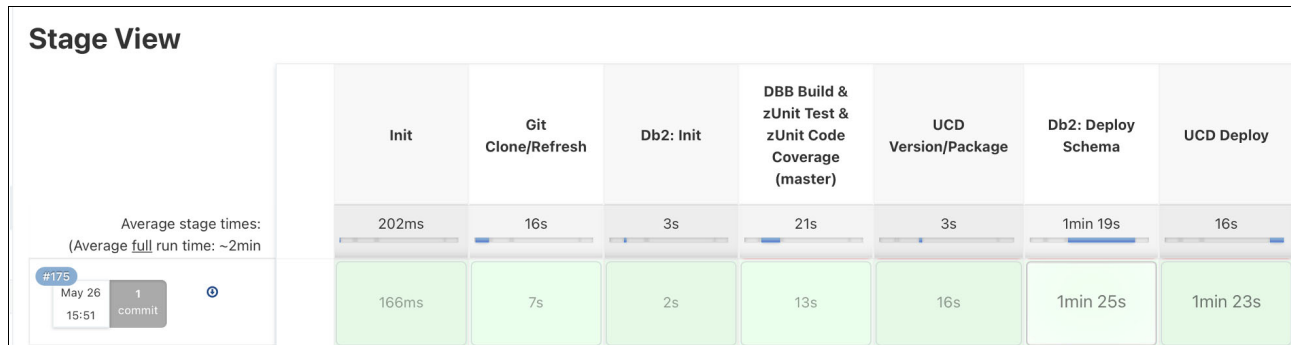 Stage View
Init
Git
Clone/Refresh
Db2: Init
DBB Build &
zUnit Test &
zUnit Code
Coverage
(master)
UCD
Version/Package
Db2: Deploy
Schema
UCD Deploy
Average stage times:
(Average full run time: ~2min
202ms
16s
3s
21s
3s
1min 19s
16s
#175
May 26
15:51
1
commit
166ms
7s
2s
13s
16s
1min 25s
1min 23s